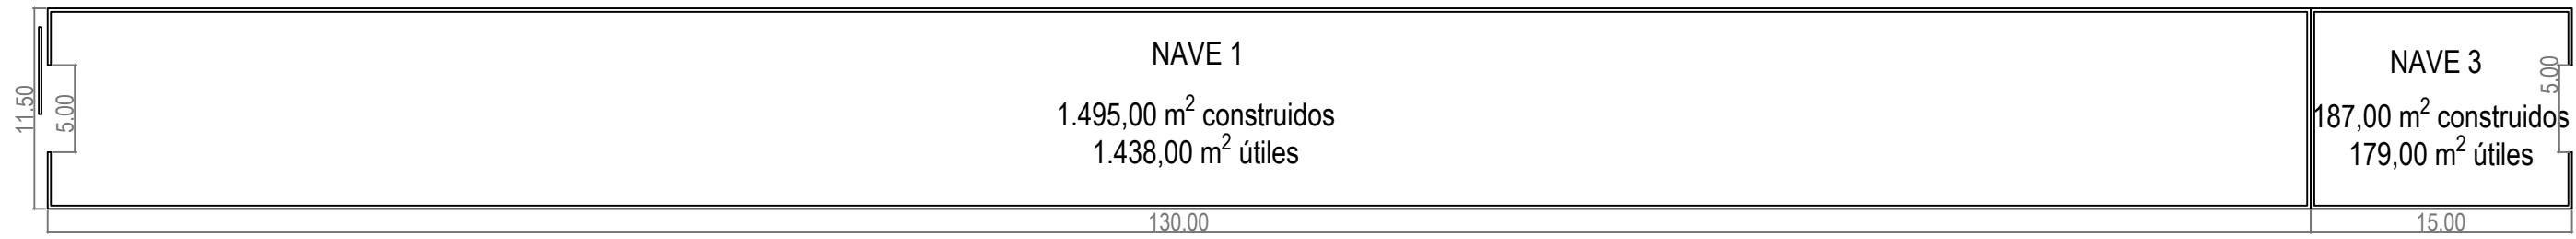 NAVE 1
1.495,00 m² construidos
1.438,00 m² útiles
NAVE 3
187,00 m² construidos
179,00 m² útiles
11.50
5.00
5.00
130.00
15.00